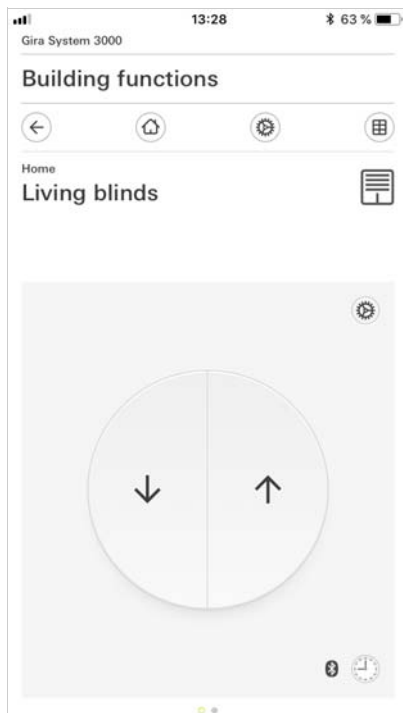 13:28
63 %
Gira System 3000
Building functions
Home
Living blinds